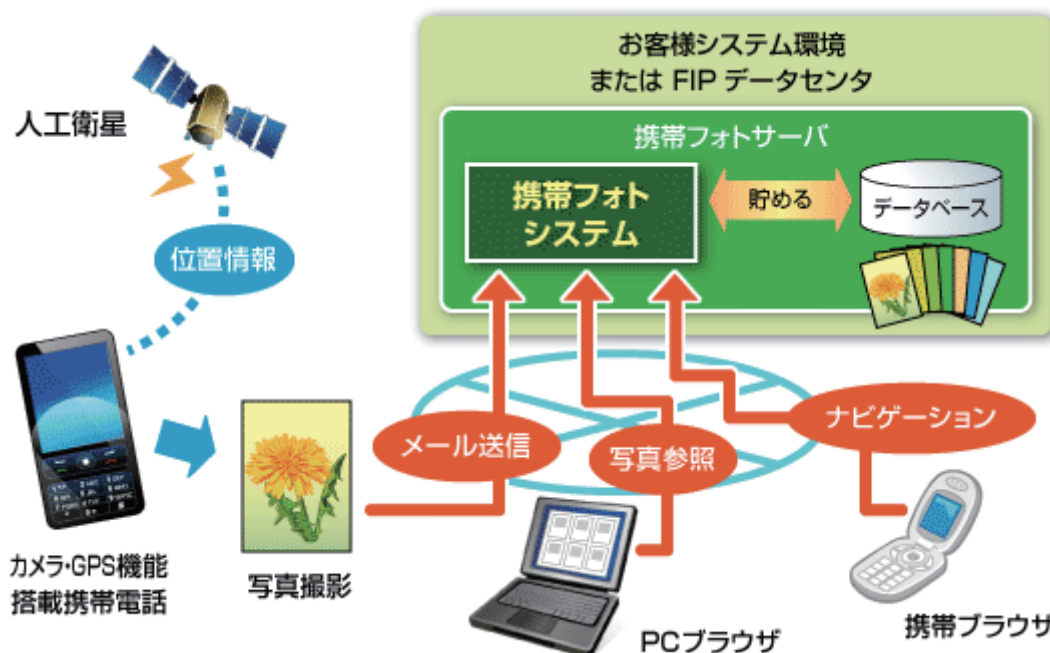 お客様システム環境
または FIP データセンタ
人工衛星
携帯フォトサーバ
携帯フォト
システム
貯める
データベース
位置情報
メール送信
写真参照
ナビゲーション
カメラ・GPS機能
搭載携帯電話
写真撮影
PCブラウザ
携帯ブラウザ